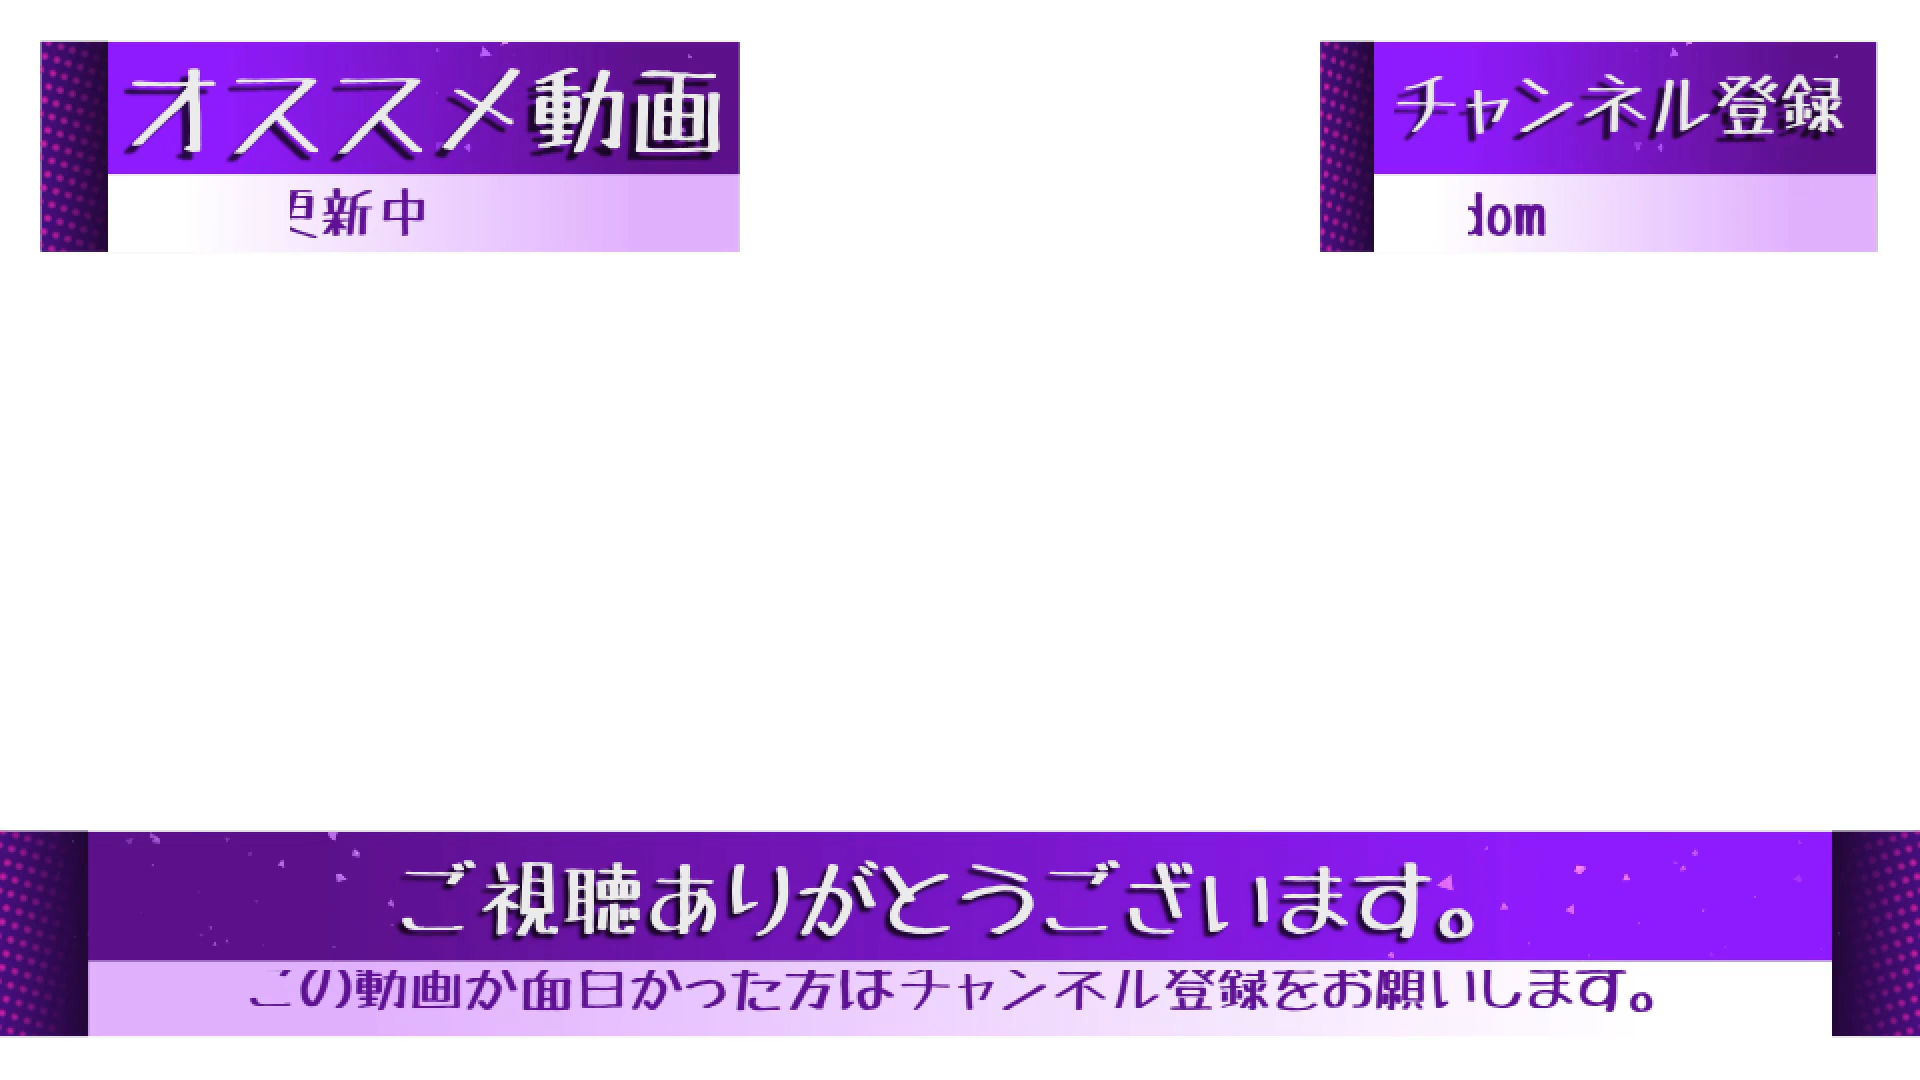 オススメ動画
新中
チャンネル登録
dom
ご視聴ありがとうございます。
この動画が面白かった方はチャンネル登録をお願いします。